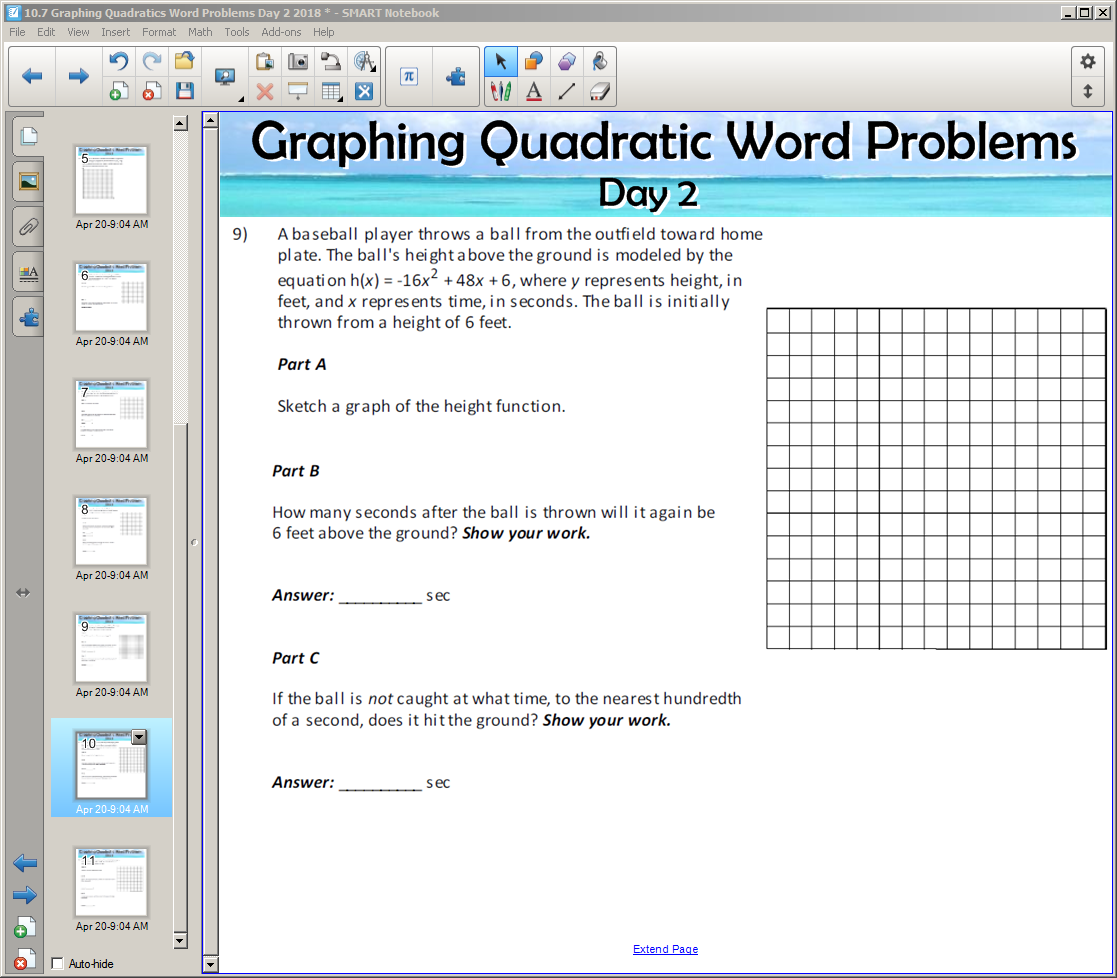 10.7 Graphing Quadratics Word Problems Day 2 2018 * - SMART Notebook
File Edit View Insert Format Math Tools Add-ons Help
π
A
A
5
Apr 20-9:04 AM
6
Apr 20-9:04 AM
7
Apr 20-9:04 AM
8
Apr 20-9:04 AM
9
Apr 20-9:04 AM
10
Apr 20-9:04 AM
11
Apr 20-9:04 AM
Auto-hide
Graphing Quadratic Word Problems
Day 2
9) A baseball player throws a ball from the outfield toward home
plate. The ball's height above the ground is modeled by the
equation h(x) = -16x² + 48x + 6, where y represents height, in
feet, and x represents time, in seconds. The ball is initially
thrown from a height of 6 feet.
Part A
Sketch a graph of the height function.
Part B
How many seconds after the ball is thrown will it again be
6 feet above the ground? Show your work.
Answer: __________ sec
Part C
If the ball is not caught at what time, to the nearest hundredth
of a second, does it hit the ground? Show your work.
Answer: __________ sec
Extend Page